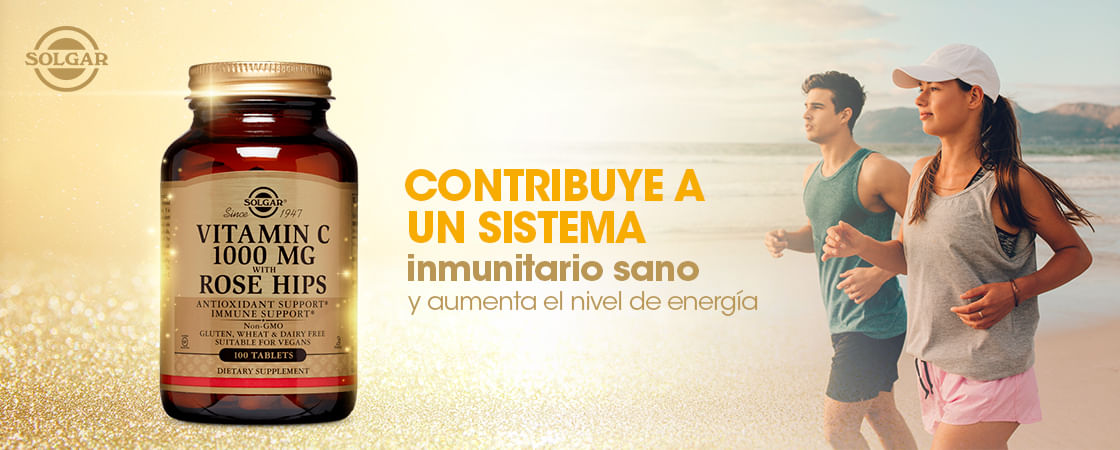 SOLGAR
SOLGAR®
Since 1947
VITAMIN C
1000 MG
WITH
ROSE HIPS
ANTIOXIDANT SUPPORT*
IMMUNE SUPPORT*
Non-GMO
GLUTEN, WHEAT & DAIRY FREE
SUITABLE FOR VEGANS
100 TABLETS
DIETARY SUPPLEMENT
CONTRIBUYE A
UN SISTEMA
inmunitario sano
y aumenta el nivel de energía